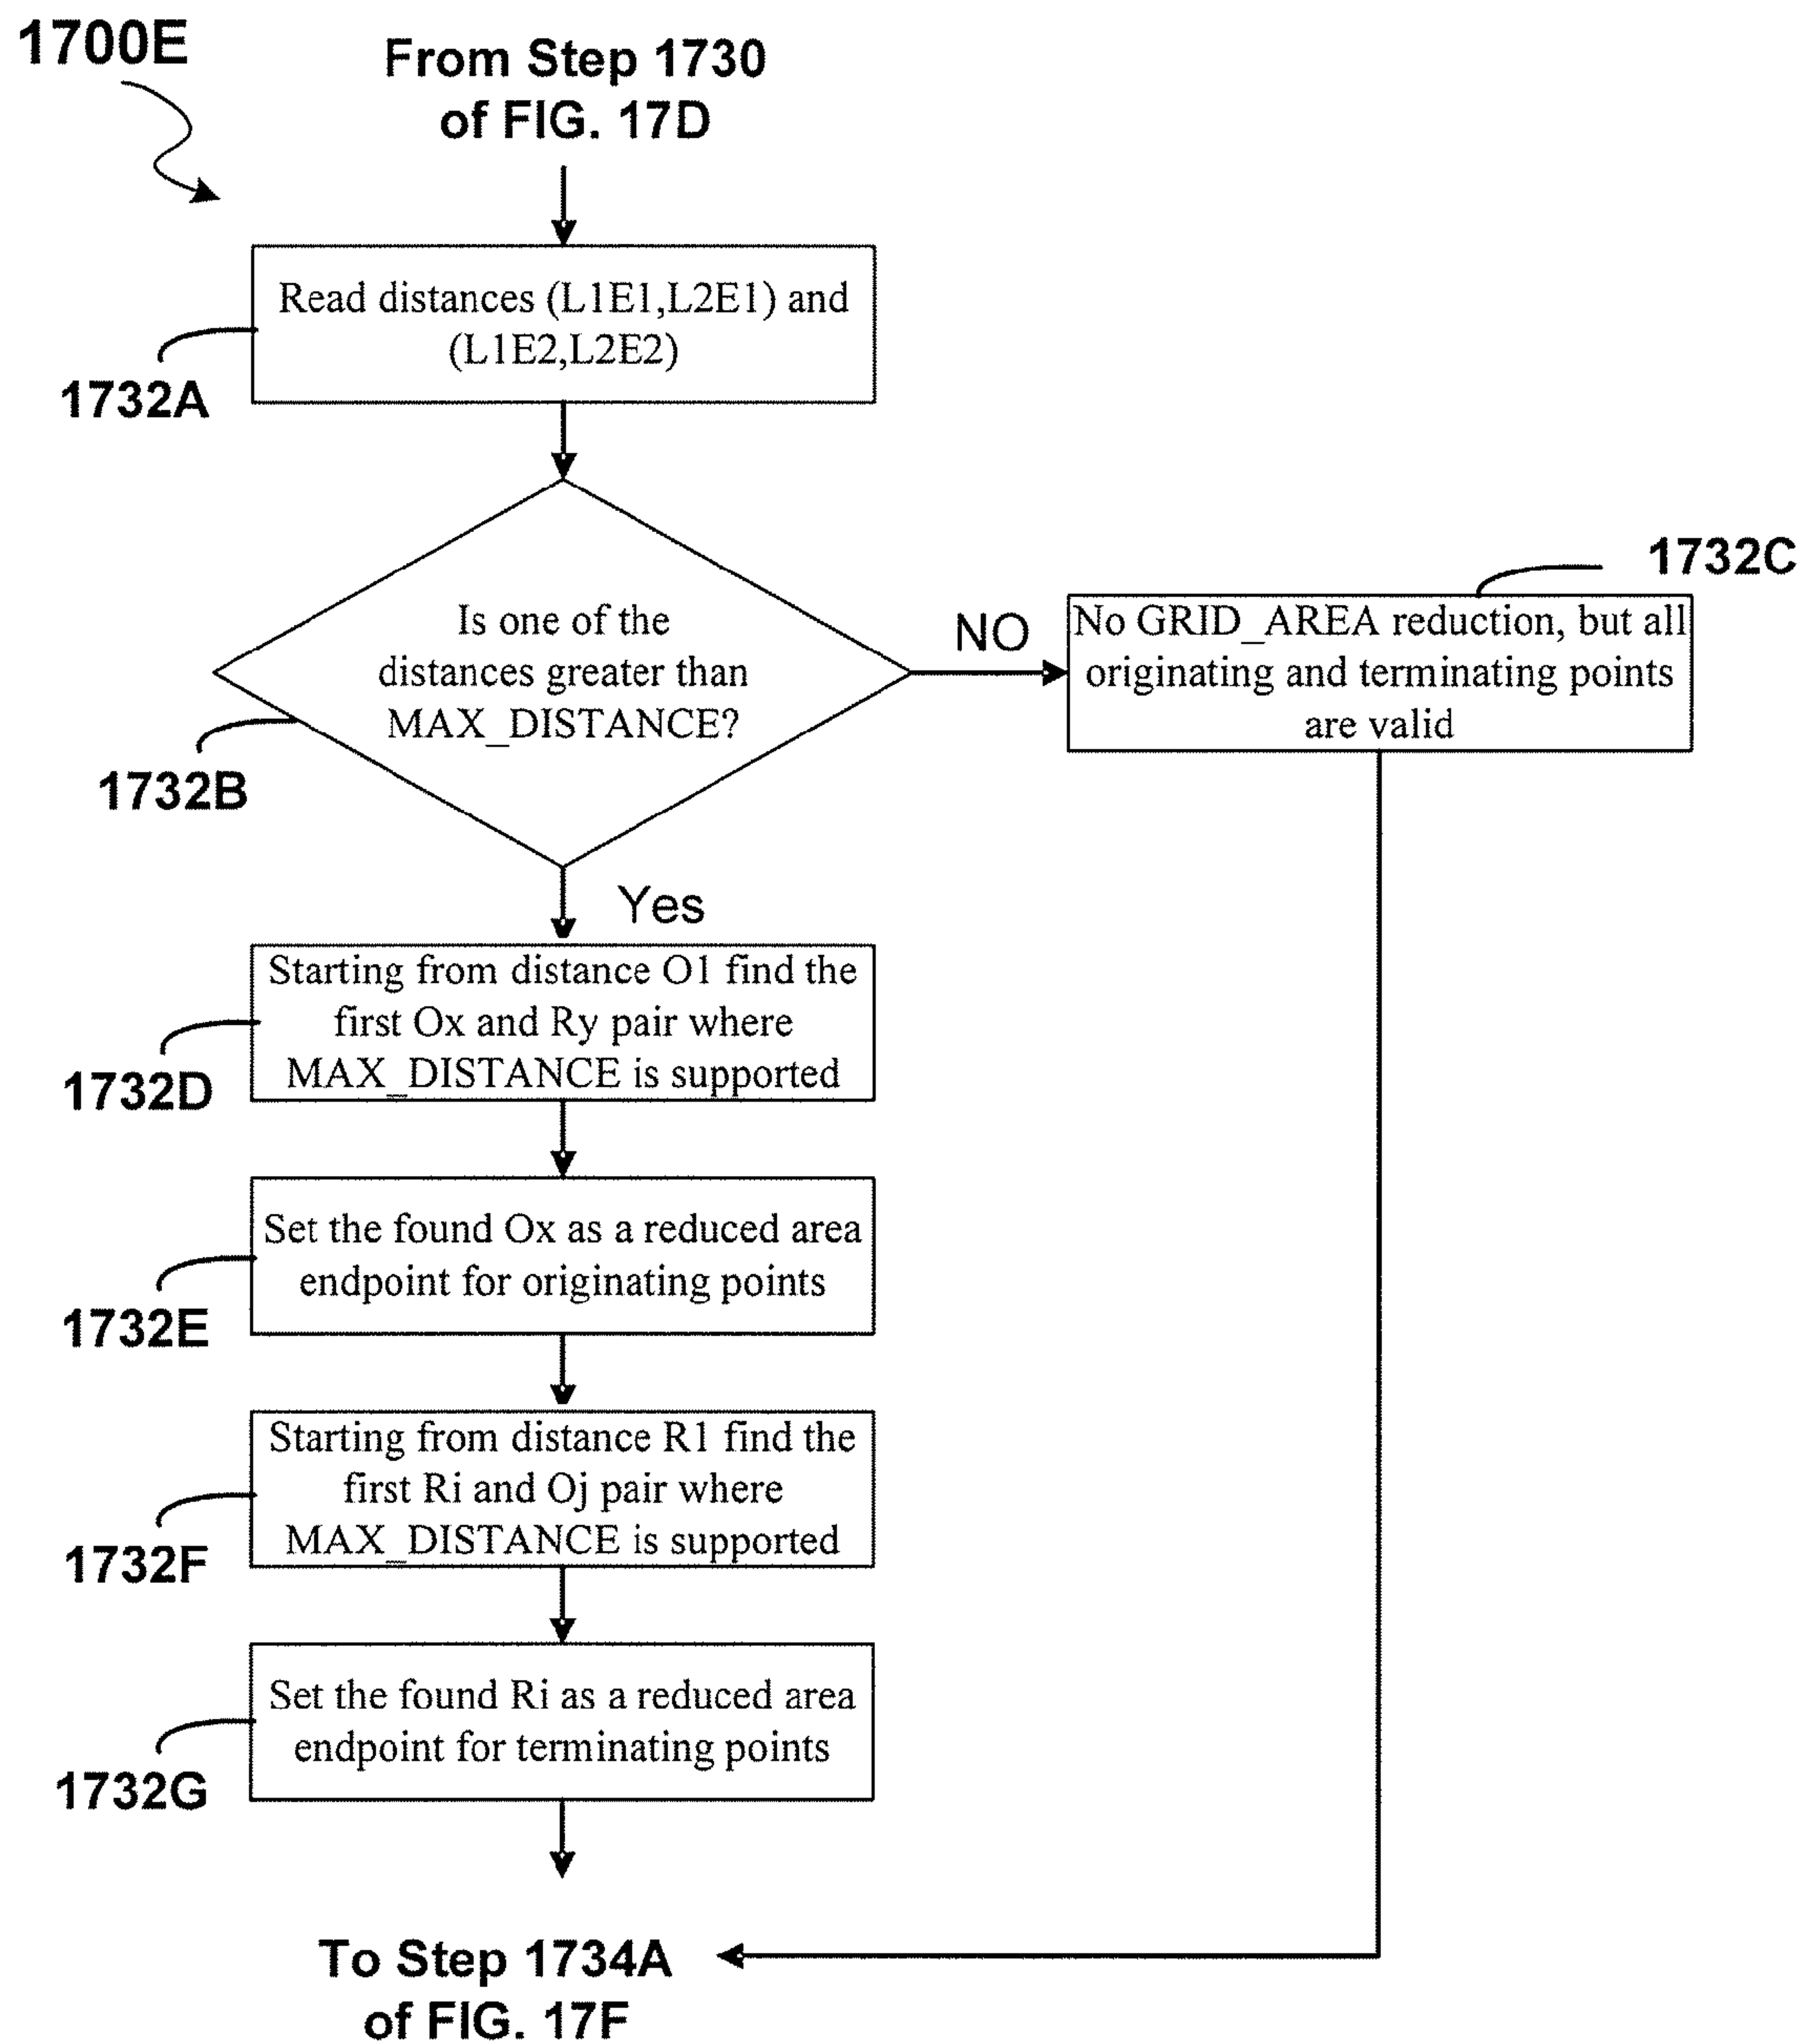 1700E
From Step 1730
of FIG. 17D
Read distances (L1E1,L2E1) and
(L1E2,L2E2)
1732A
Is one of the
distances greater than
MAX_DISTANCE?
1732B
NO
1732C
No GRID_AREA reduction, but all
originating and terminating points
are valid
Yes
Starting from distance O1 find the
first Ox and Ry pair where
MAX_DISTANCE is supported
1732D
Set the found Ox as a reduced area
endpoint for originating points
1732E
Starting from distance R1 find the
first Ri and Oj pair where
MAX_DISTANCE is supported
1732F
Set the found Ri as a reduced area
endpoint for terminating points
1732G
To Step 1734A
of FIG. 17F